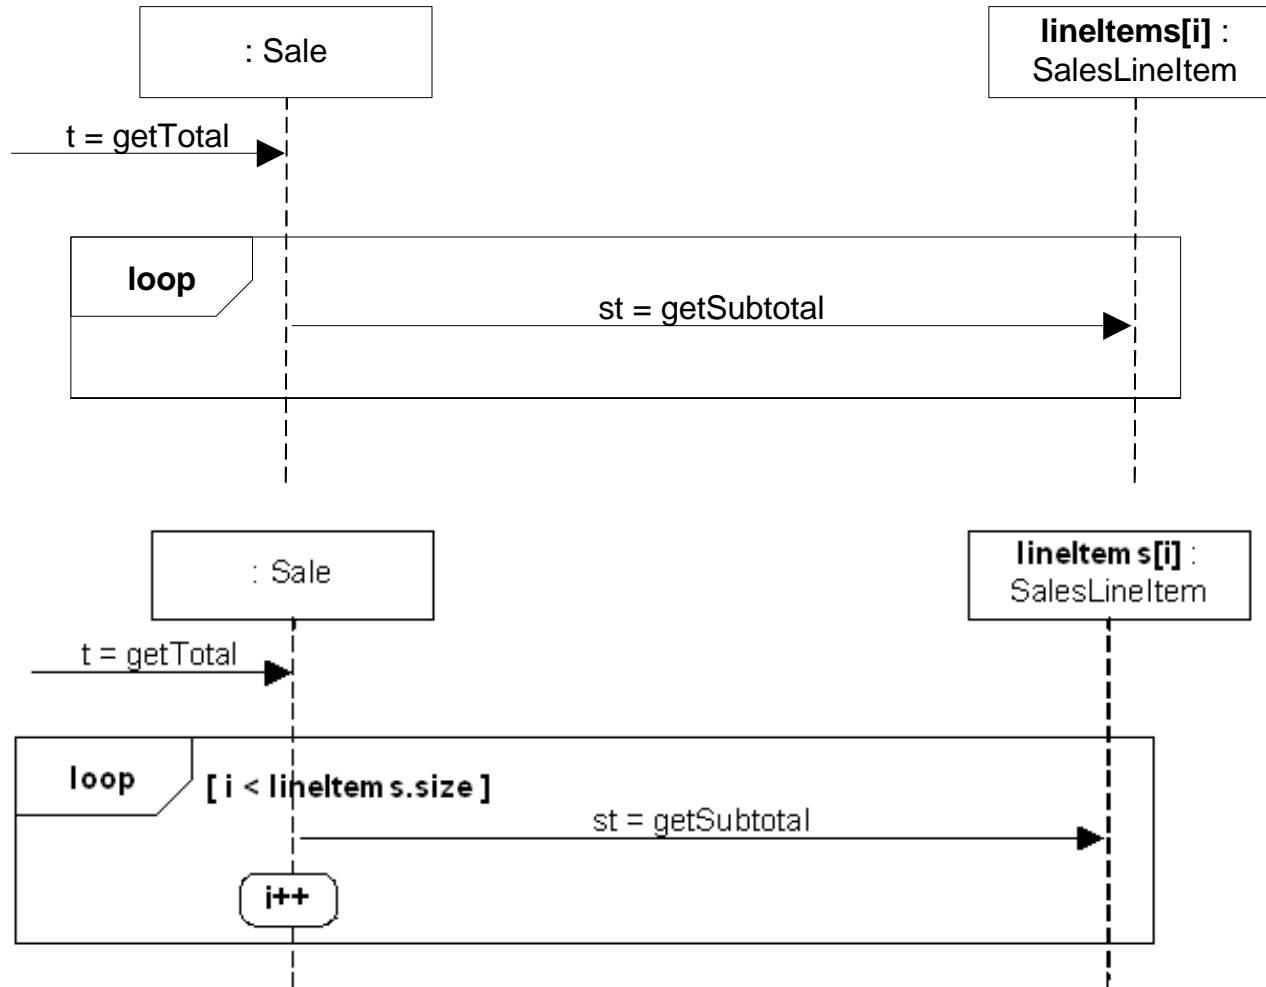 : Sale
lineItems[i] :
SalesLineItem
t = getTotal
loop
st = getSubtotal
: Sale
lineItems[i] :
SalesLineItem
t = getTotal
loop
[ i < lineItems.size ]
st = getSubtotal
i++